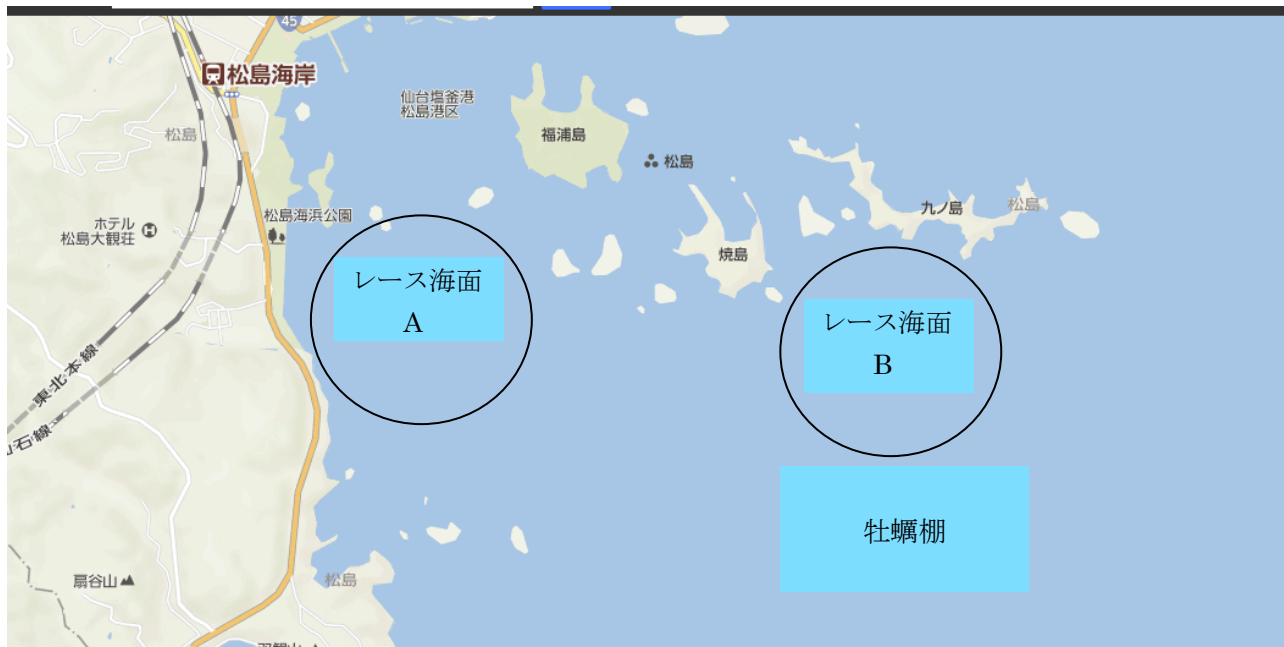 45
松島海岸
仙台塩釜港
松島港区
福浦島
松島
松島
九ノ島
松島
ホテル
松島大観荘
H
松島海浜公園
焼島
レース海面
A
レース海面
B
東北本線
石線
牡蠣棚
扇谷山
松島